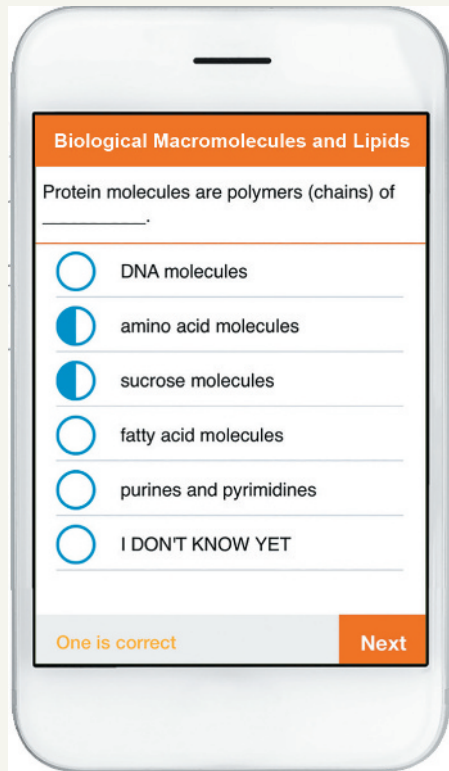 Biological Macromolecules and Lipids
Protein molecules are polymers (chains) of
___________.
DNA molecules
amino acid molecules
sucrose molecules
fatty acid molecules
purines and pyrimidines
I DON'T KNOW YET
One is correct
Next